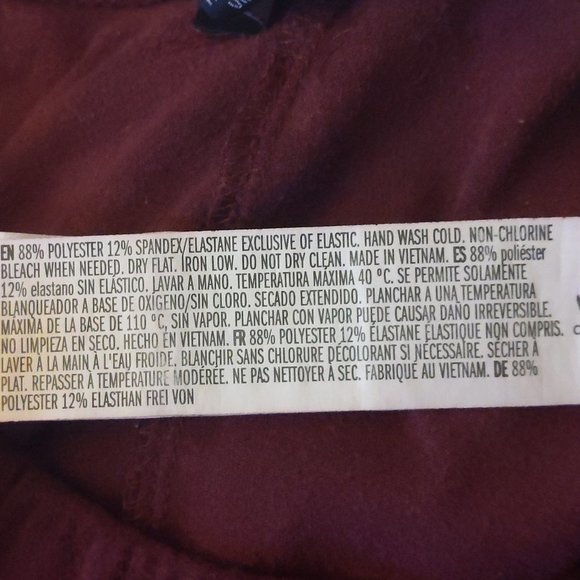 EN 88% POLYESTER 12% SPANDEX/ELASTANE EXCLUSIVE OF ELASTIC. HAND WASH COLD. NON-CHLORINE
BLEACH WHEN NEEDED. DRY FLAT. IRON LOW. DO NOT DRY CLEAN. MADE IN VIETNAM. ES 88% poliéster
12% elastano SIN ELÁSTICO. LAVAR A MANO. TEMPERATURA MÁXIMA 40 °C. SE PERMITE SOLAMENTE
BLANQUEADOR A BASE DE OXÍGENO/SIN CLORO. SECADO EXTENDIDO. PLANCHAR A UNA TEMPERATURA
MÁXIMA DE LA BASE DE 110 °C, SIN VAPOR. PLANCHAR CON VAPOR PUEDE CAUSAR DAÑO IRREVERSIBLE.
NO LIMPIEZA EN SECO. HECHO EN VIETNAM. FR 88% POLYESTER 12% ÉLASTANE ÉLASTIQUE NON COMPRIS.
LAVER À LA MAIN À L'EAU FROIDE. BLANCHIR SANS CHLORURE DÉCOLORANT SI NÉCESSAIRE. SÉCHER À
PLAT. REPASSER À TEMPÉRATURE MODÉRÉE. NE PAS NETTOYER À SEC. FABRIQUÉ AU VIETNAM. DE 88%
POLYESTER 12% ELASTHAN FREI VON